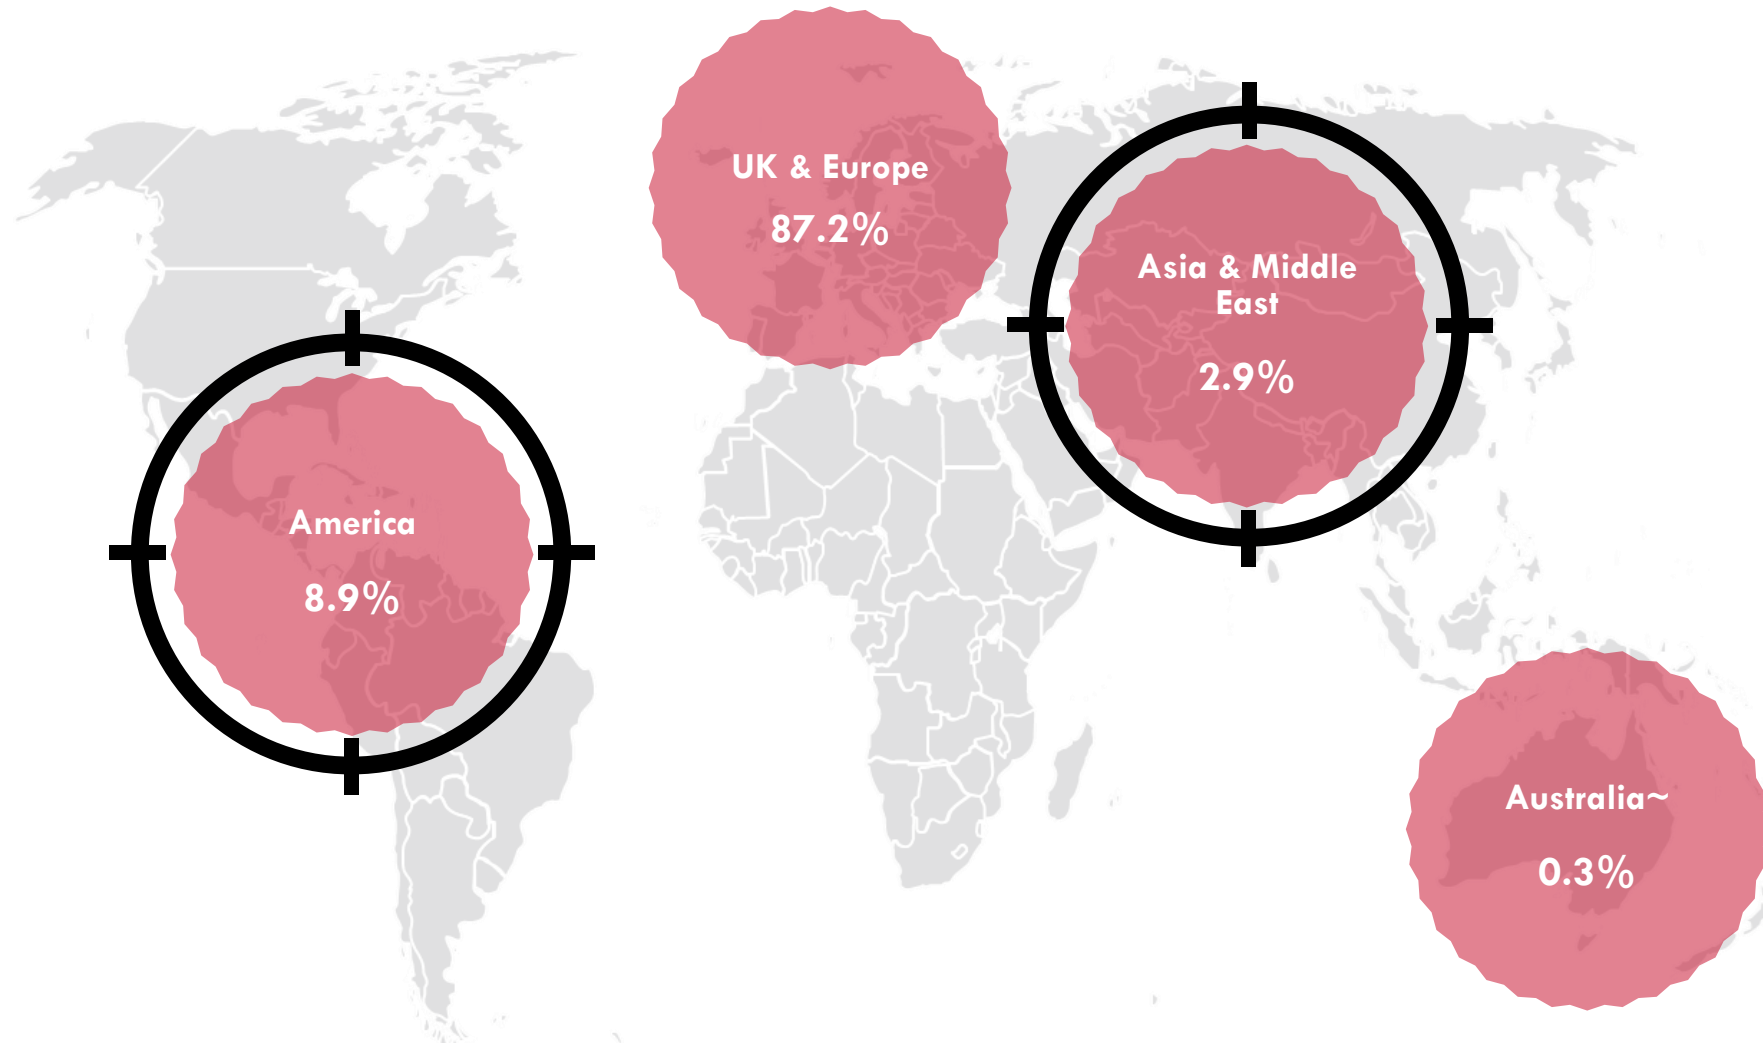 UK & Europe
87.2%
Asia & Middle
East
2.9%
America
8.9%
Australia~
0.3%